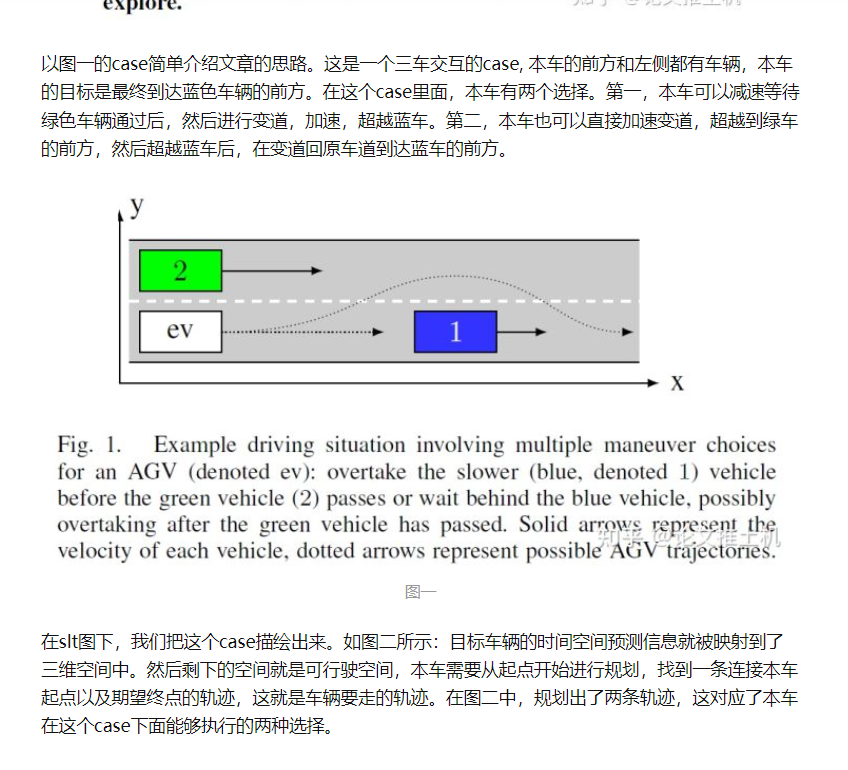 explore.
知乎 @论文推土机
以图一的case简单介绍文章的思路。这是一个三车交互的case, 本车的前方和左侧都有车辆，本车
的目标是最终到达蓝色车辆的前方。在这个case里面，本车有两个选择。第一，本车可以减速等待
绿色车辆通过后，然后进行变道，加速，超越蓝车。第二，本车也可以直接加速变道，超越到绿车
的前方，然后超越蓝车后，在变道回原车道到达蓝车的前方。
y
2
ev
1
x
Fig. 1. Example driving situation involving multiple maneuver choices
for an AGV (denoted ev): overtake the slower (blue, denoted 1) vehicle
before the green vehicle (2) passes or wait behind the blue vehicle, possibly
overtaking after the green vehicle has passed. Solid arrows represent the
velocity of each vehicle, dotted arrows represent possible AGV trajectories.
知乎 @论文推土机
图一
在slt图下，我们把这个case描绘出来。如图二所示：目标车辆的时间空间预测信息就被映射到了
三维空间中。然后剩下的空间就是可行驶空间，本车需要从起点开始进行规划，找到一条连接本车
起点以及期望终点的轨迹，这就是车辆要走的轨迹。在图二中，规划出了两条轨迹，这对应了本车
在这个case下面能够执行的两种选择。